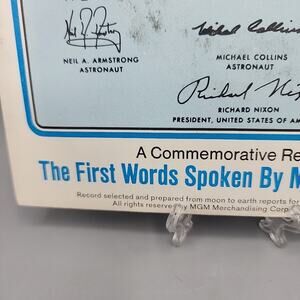 NEIL A. ARMSTRONG
ASTRONAUT
MICHAEL COLLINS
ASTRONAUT
RICHARD NIXON
PRESIDENT, UNITED STATES OF AM
A Commemorative Re
The First Words Spoken By M
Record selected and prepared from moon to earth reports for
All rights reserved by MGM Merchandising Corp